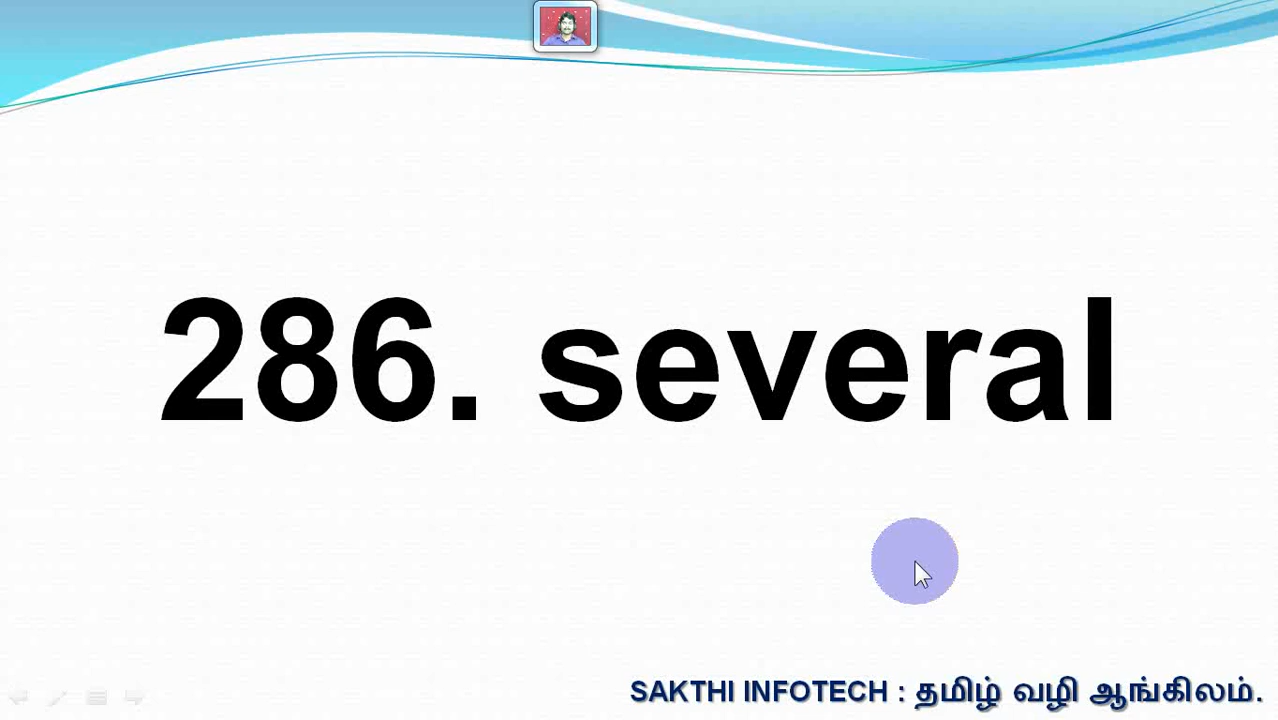 286. several
SAKTHI INFOTECH : தமிழ் வழி ஆங்கிலம்.